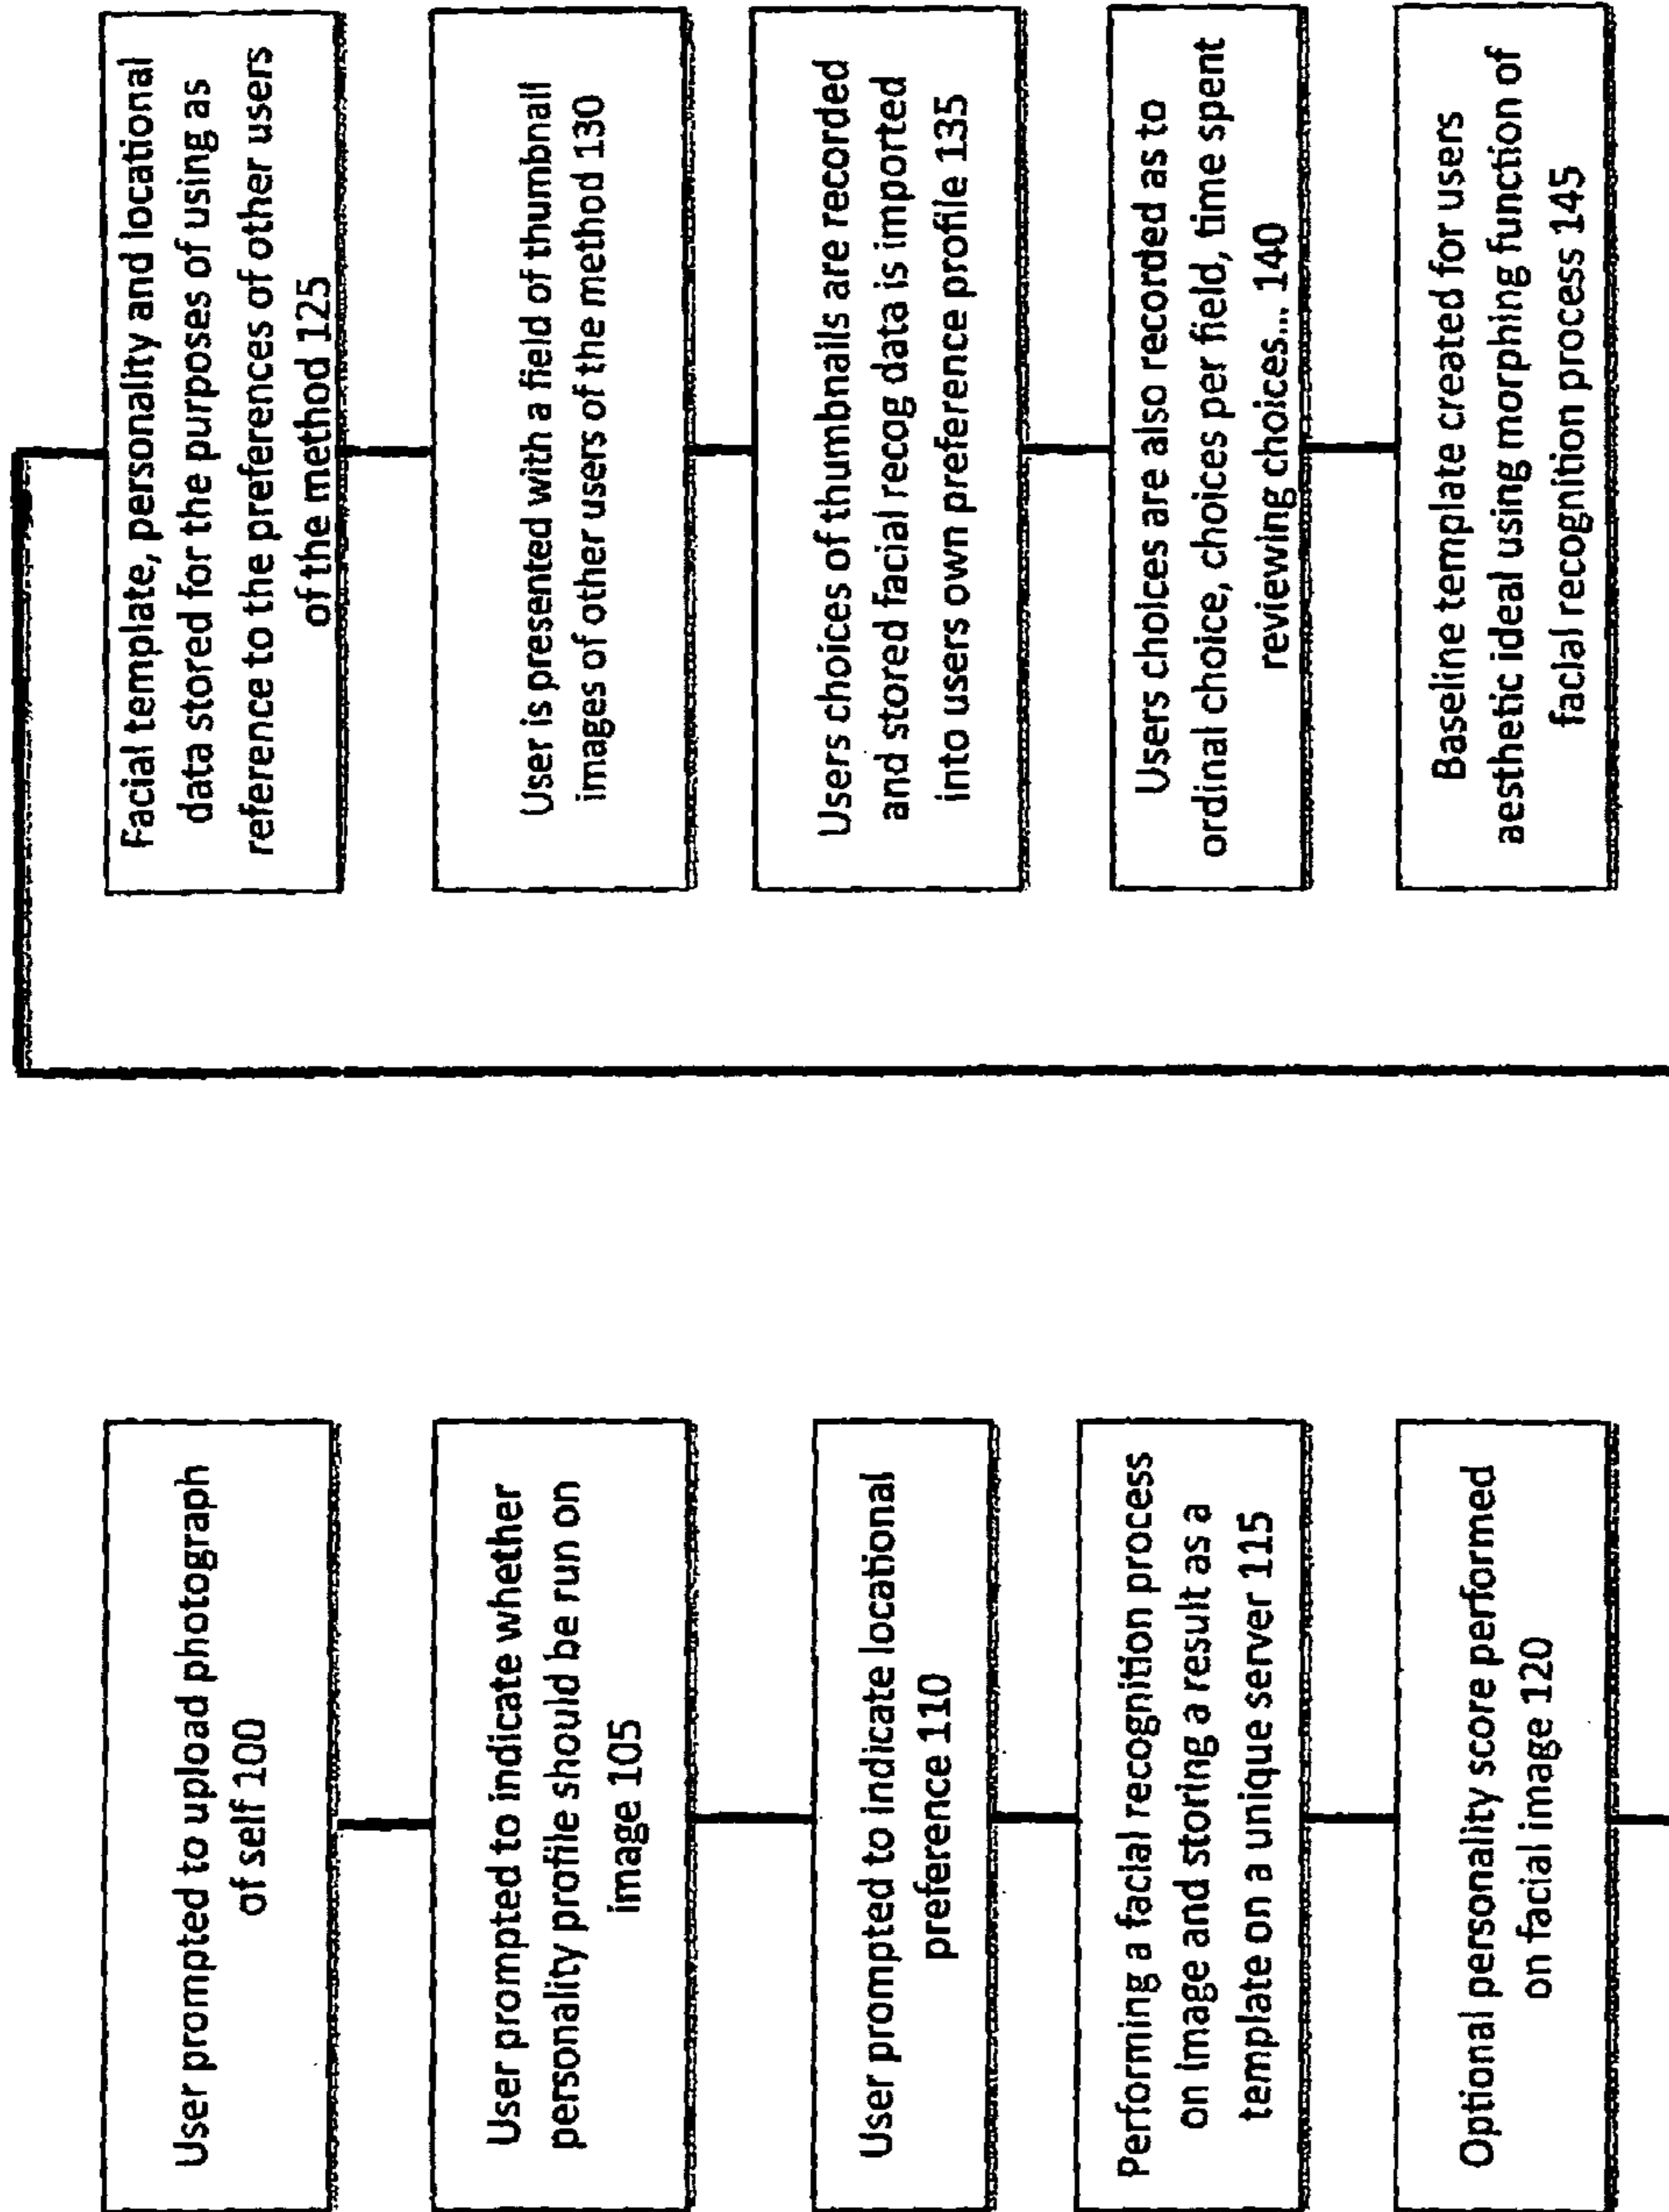 User prompted to upload photograph
of self 100
User prompted to indicate whether
personality profile should be run on
image 105
User prompted to indicate locational
preference 110
Performing a facial recognition process
on image and storing a result as a
template on a unique server 115
Optional personality score performed
on facial image 120
Facial template, personality and locational
data stored for the purposes of using as
reference to the preferences of other users
of the method 125
User is presented with a field of thumbnail
images of other users of the method 130
Users choices of thumbnails are recorded
and stored facial recog data is imported
into users own preference profile 135
Users choices are also recorded as to
ordinal choice, choices per field, time spent
reviewing choices... 140
Baseline template created for users
aesthetic ideal using morphing function of
facial recognition process 145